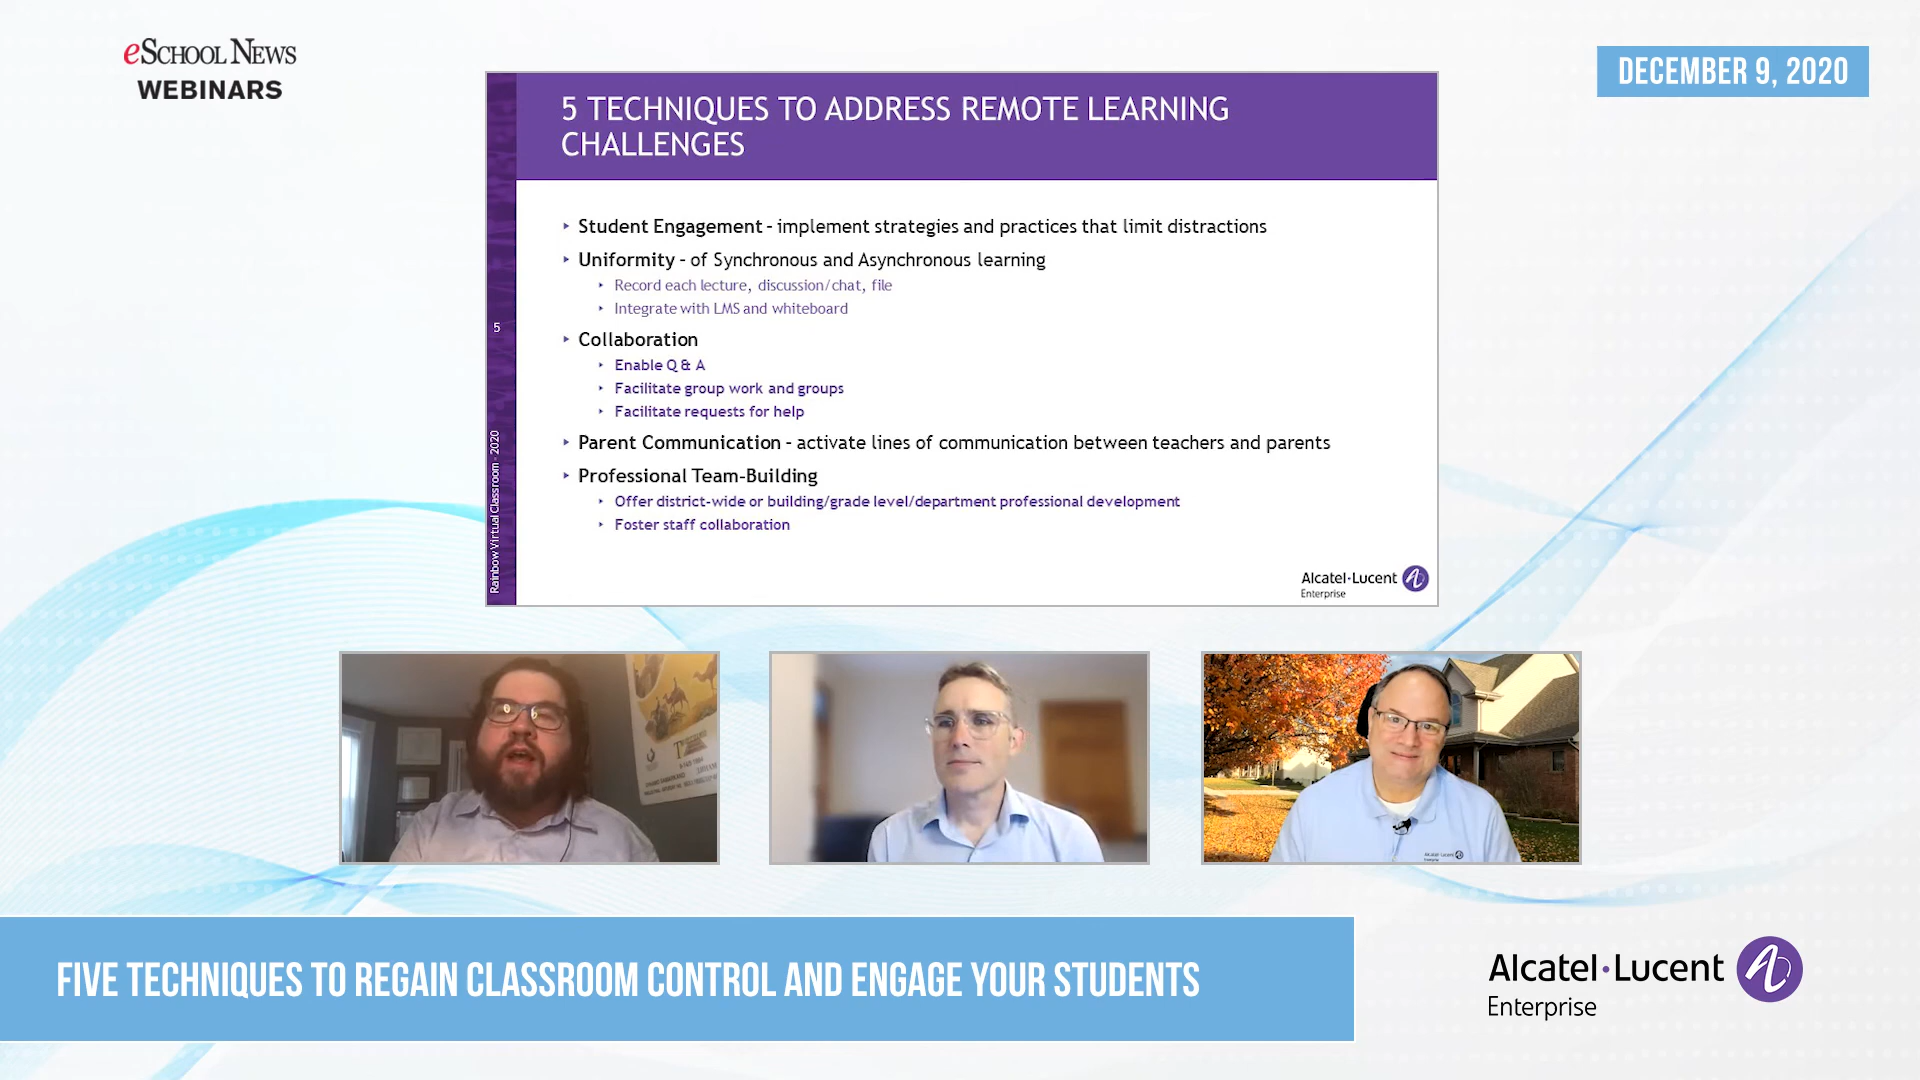 eSchool News
WEBINARS
DECEMBER 9, 2020
5 TECHNIQUES TO ADDRESS REMOTE LEARNING
CHALLENGES
Student Engagement - implement strategies and practices that limit distractions
Uniformity - of Synchronous and Asynchronous learning
Record each lecture, discussion/chat, file
Integrate with LMS and whiteboard
Collaboration
Enable Q & A
Facilitate group work and groups
Facilitate requests for help
Parent Communication - activate lines of communication between teachers and parents
Professional Team-Building
Offer district-wide or building/grade level/department professional development
Foster staff collaboration
5
Rainbow Virtual Classroom - 2020
Alcatel·Lucent
Enterprise
FIVE TECHNIQUES TO REGAIN CLASSROOM CONTROL AND ENGAGE YOUR STUDENTS
Alcatel·Lucent
Enterprise